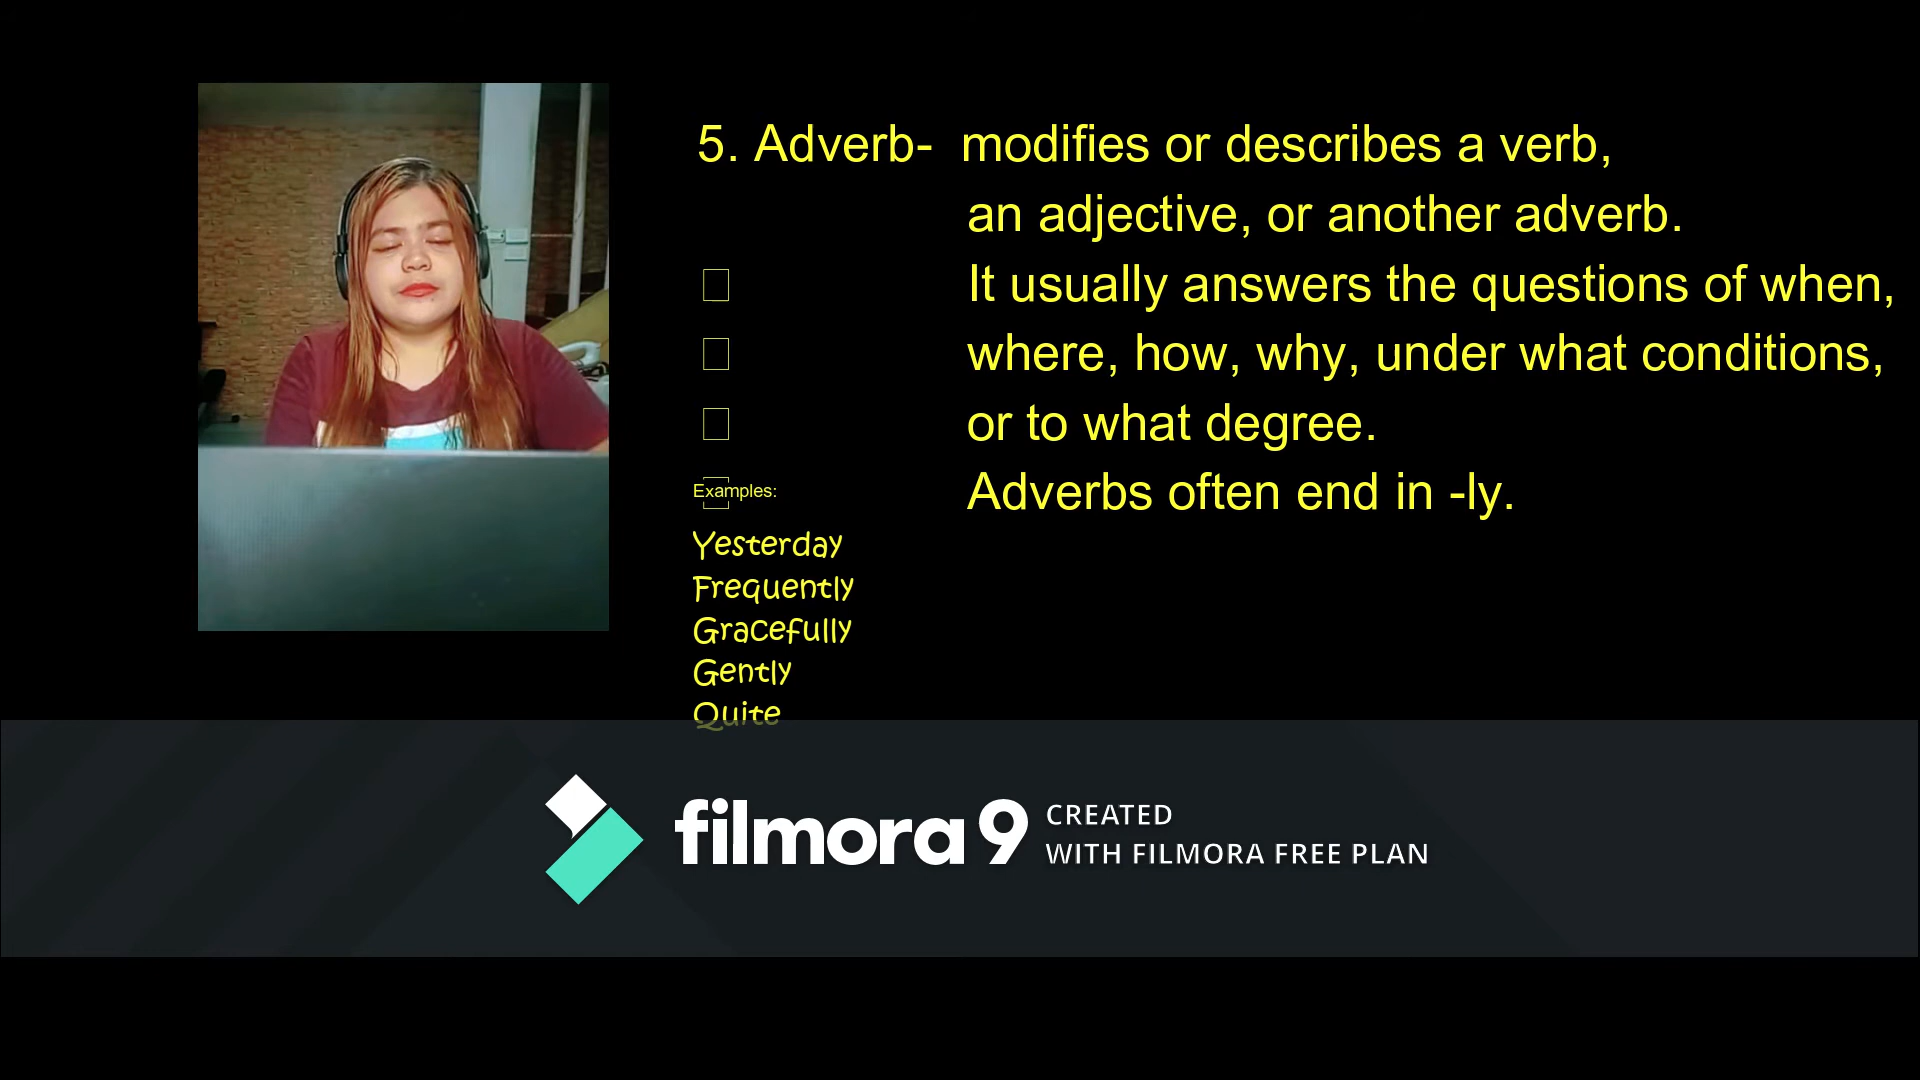 5. Adverb- modifies or describes a verb,
an adjective, or another adverb.
It usually answers the questions of when,
where, how, why, under what conditions,
or to what degree.
Examples: Adverbs often end in -ly.
Yesterday
Frequently
Gracefully
Gently
Quite
filmora 9 CREATED
WITH FILMORA FREE PLAN